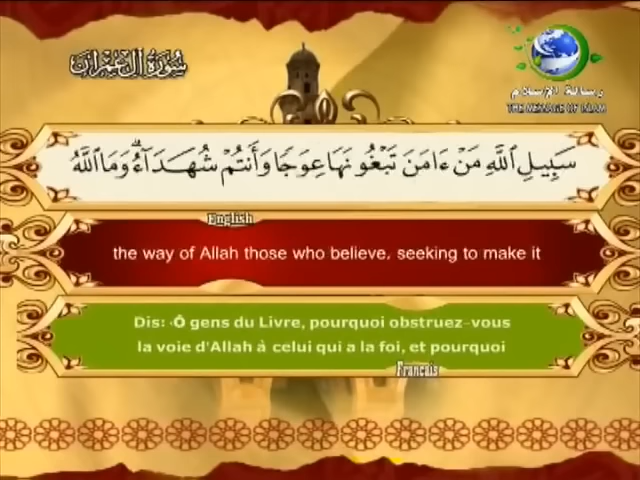 سورة آل عمران
رسالة الإسلام
THE MESSAGE OF ISLAM
سَبِيلِ ٱللَّهِ مَنْ ءَامَنَ تَبْغُونَهَا عِوَجًا وَأَنتُمْ شُهَدَآءُ ۗ وَمَا ٱللَّهُ
English
the way of Allah those who believe, seeking to make it
Dis: ‹Ô gens du Livre, pourquoi obstruez-vous
la voie d'Allah à celui qui a la foi, et pourquoi
Français